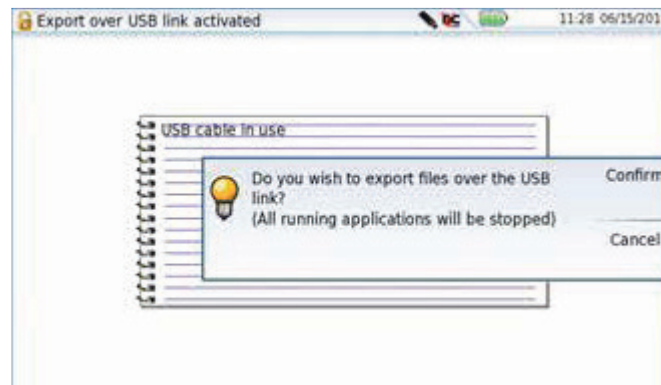 Export over USB link activated
11:28 06/15/201
USB cable in use
Do you wish to export files over the USB
link?
(All running applications will be stopped)
Confirm
Cancel